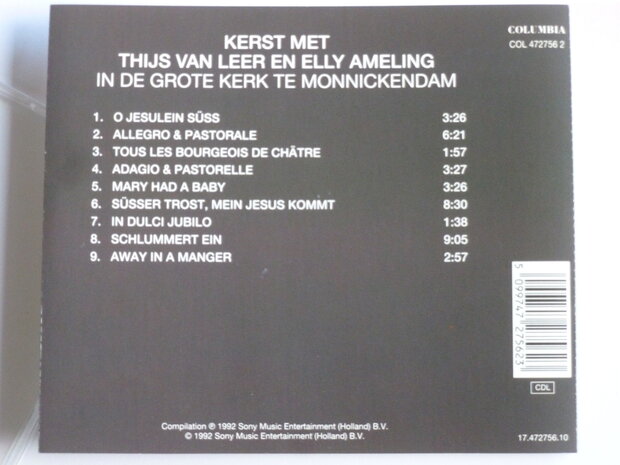 COLUMBIA
COL 472756 2
KERST MET
THIJS VAN LEER EN ELLY AMELING
IN DE GROTE KERK TE MONNICKENDAM
1. O JESULEIN SÜSS 3:26
2. ALLEGRO & PASTORALE 6:21
3. TOUS LES BOURGEOIS DE CHÂTRE 1:57
4. ADAGIO & PASTORELLE 3:27
5. MARY HAD A BABY 3:26
6. SÜSSER TROST, MEIN JESUS KOMMT 8:30
7. IN DULCI JUBILO 1:38
8. SCHLUMMERT EIN 9:05
9. AWAY IN A MANGER 2:57
5 099747 275623
CDL
Compilation ℗ 1992 Sony Music Entertainment (Holland) B.V.
© 1992 Sony Music Entertainment (Holland) B.V.
17.472756.10